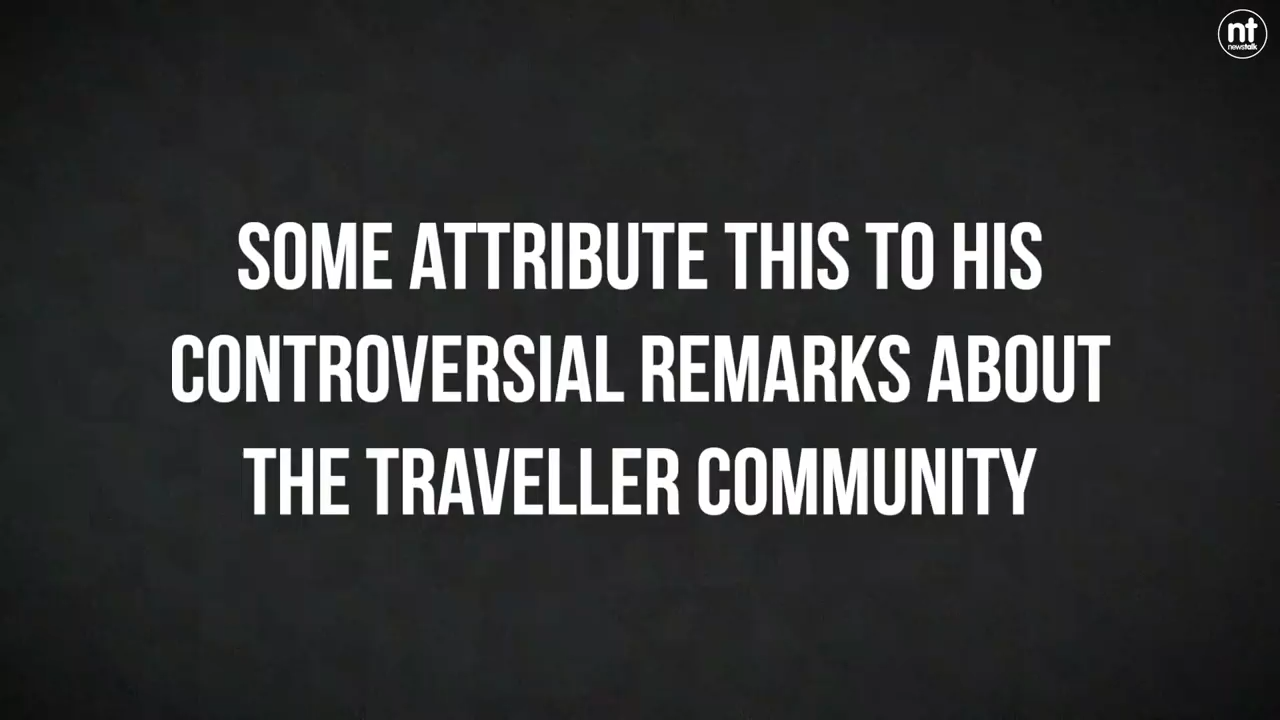 nt
newstalk
SOME ATTRIBUTE THIS TO HIS
CONTROVERSIAL REMARKS ABOUT
THE TRAVELLER COMMUNITY